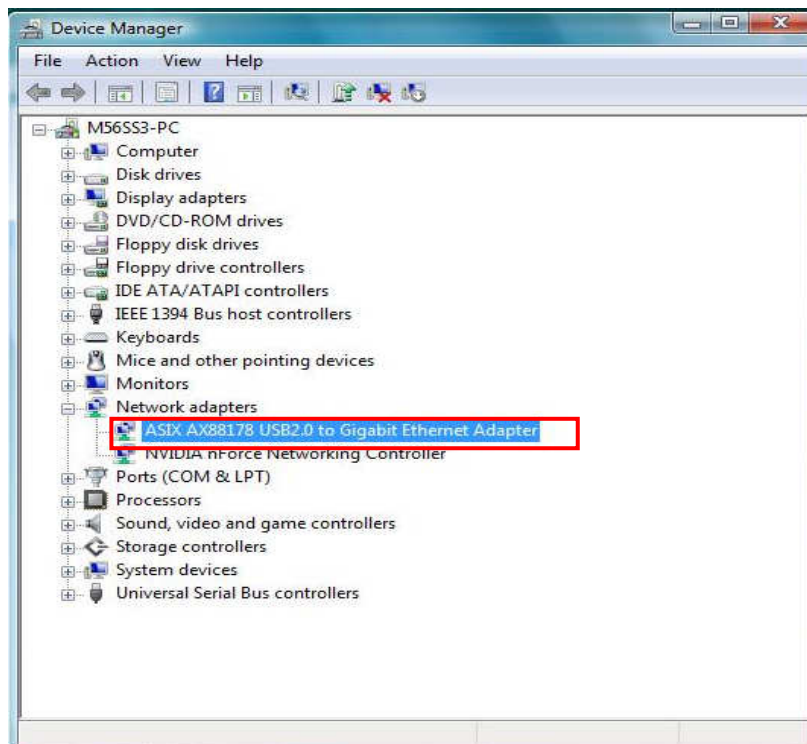 Device Manager
File Action View Help
M56SS3-PC
Computer
Disk drives
Display adapters
DVD/CD-ROM drives
Floppy disk drives
Floppy drive controllers
IDE ATA/ATAPI controllers
IEEE 1394 Bus host controllers
Keyboards
Mice and other pointing devices
Monitors
Network adapters
ASIX AX88178 USB2.0 to Gigabit Ethernet Adapter
NVIDIA nForce Networking Controller
Ports (COM & LPT)
Processors
Sound, video and game controllers
Storage controllers
System devices
Universal Serial Bus controllers